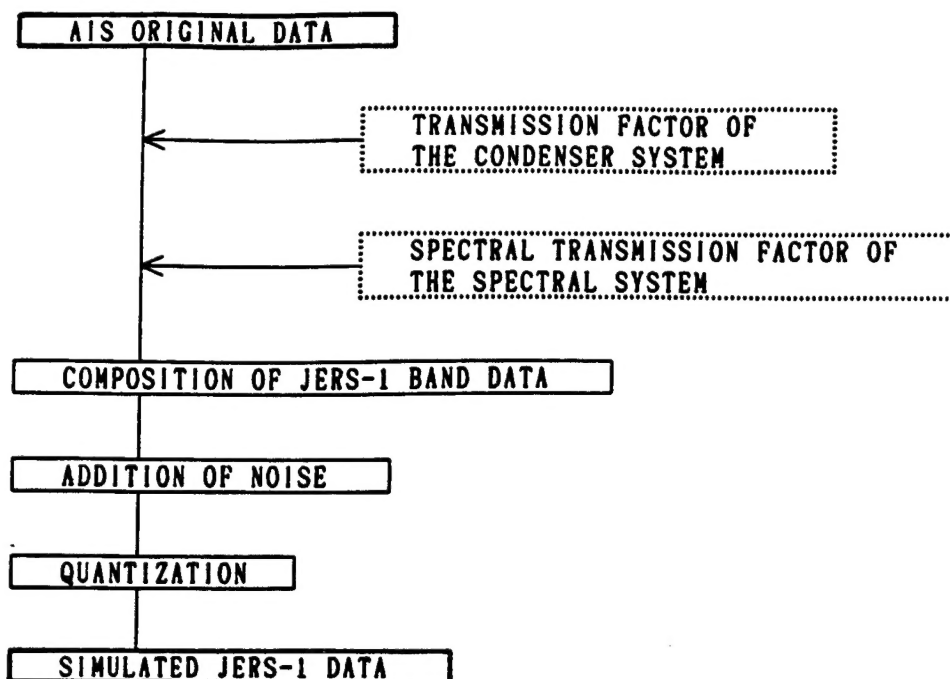 AIS ORIGINAL DATA
TRANSMISSION FACTOR OF
THE CONDENSER SYSTEM
SPECTRAL TRANSMISSION FACTOR OF
THE SPECTRAL SYSTEM
COMPOSITION OF JERS-1 BAND DATA
ADDITION OF NOISE
QUANTIZATION
SIMULATED JERS-1 DATA